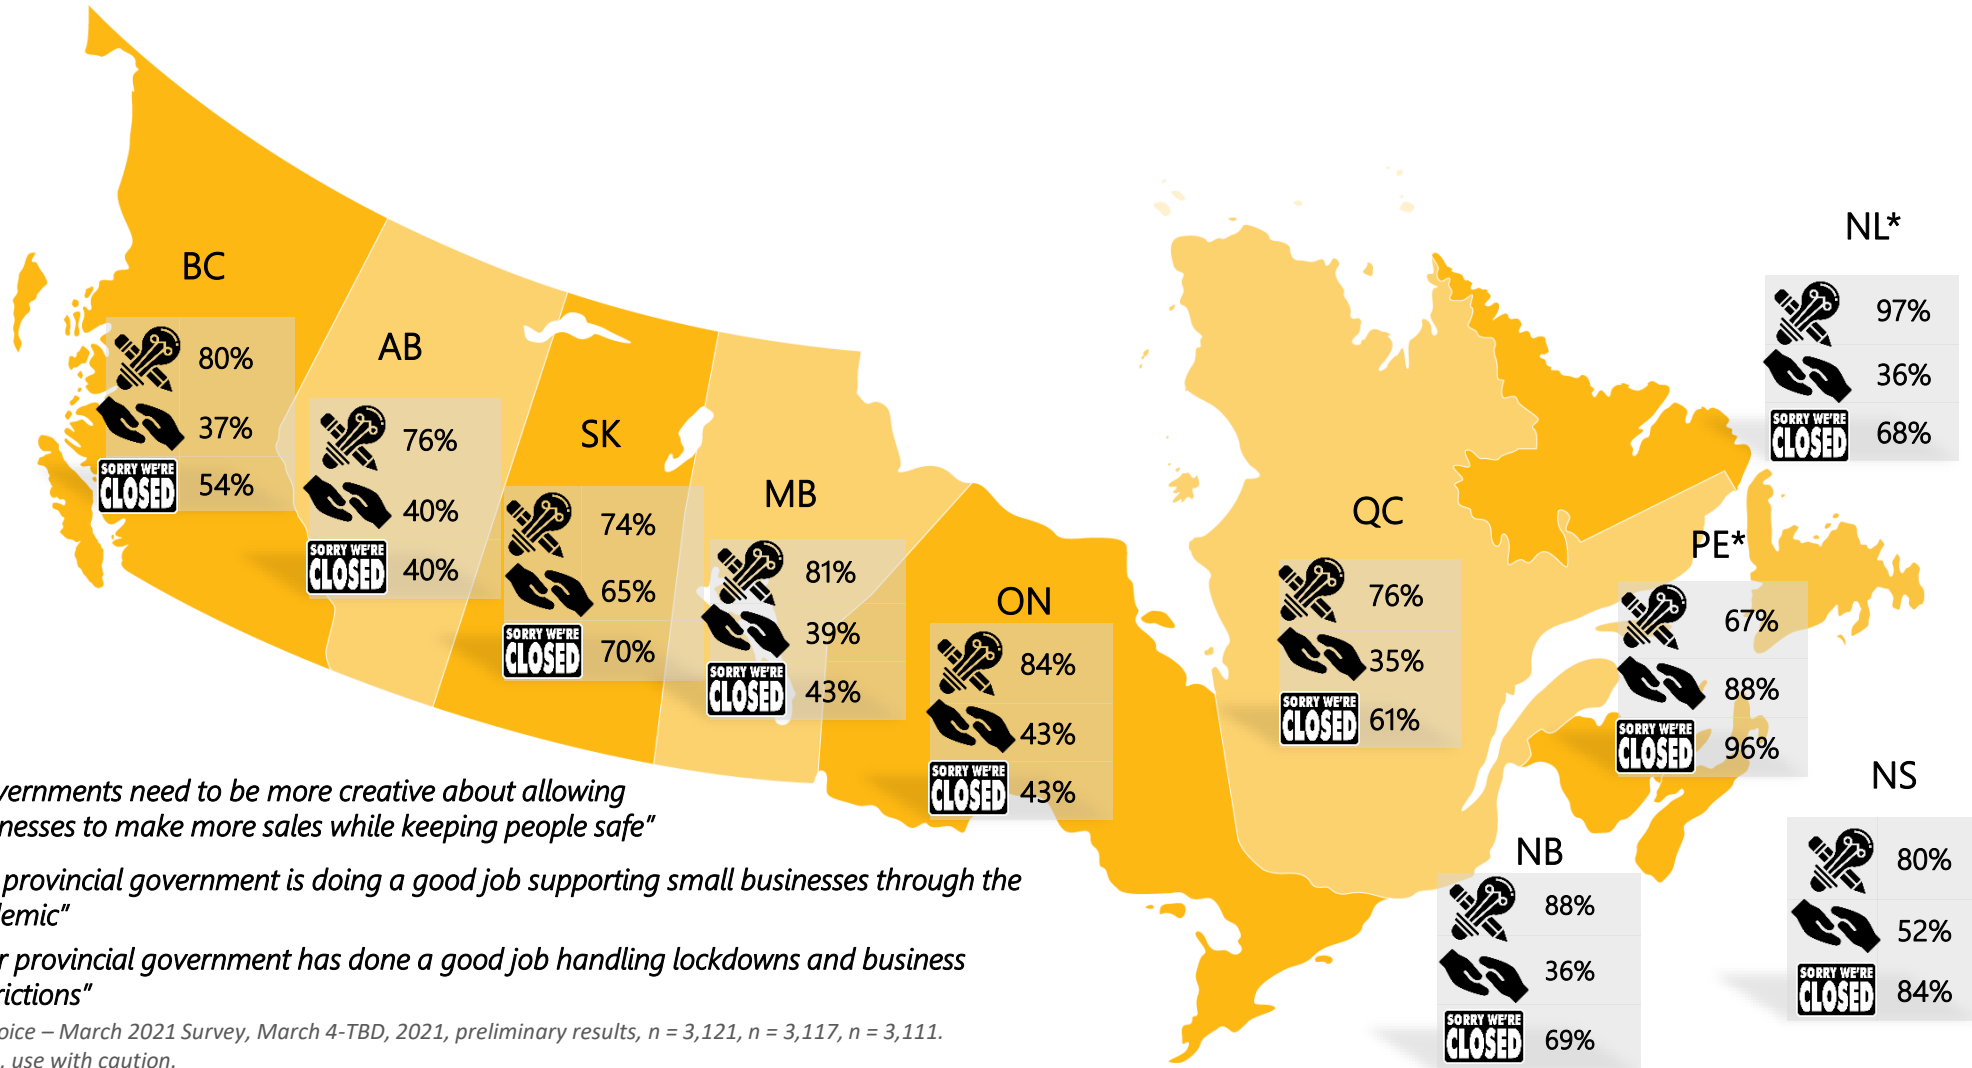 BC
80%
37%
SORRY WE'RE
CLOSED
54%
AB
76%
40%
SORRY WE'RE
CLOSED
40%
SK
74%
65%
SORRY WE'RE
CLOSED
70%
MB
81%
39%
SORRY WE'RE
CLOSED
43%
ON
84%
43%
SORRY WE'RE
CLOSED
43%
QC
76%
35%
SORRY WE'RE
CLOSED
61%
NL*
97%
36%
SORRY WE'RE
CLOSED
68%
PE*
67%
88%
SORRY WE'RE
CLOSED
96%
NS
80%
52%
SORRY WE'RE
CLOSED
84%
NB
88%
36%
SORRY WE'RE
CLOSED
69%
vernments need to be more creative about allowing
nesses to make more sales while keeping people safe"
provincial government is doing a good job supporting small businesses through the
emic"
r provincial government has done a good job handling lockdowns and business
rictions"
oice – March 2021 Survey, March 4-TBD, 2021, preliminary results, n = 3,121, n = 3,117, n = 3,111.
, use with caution.